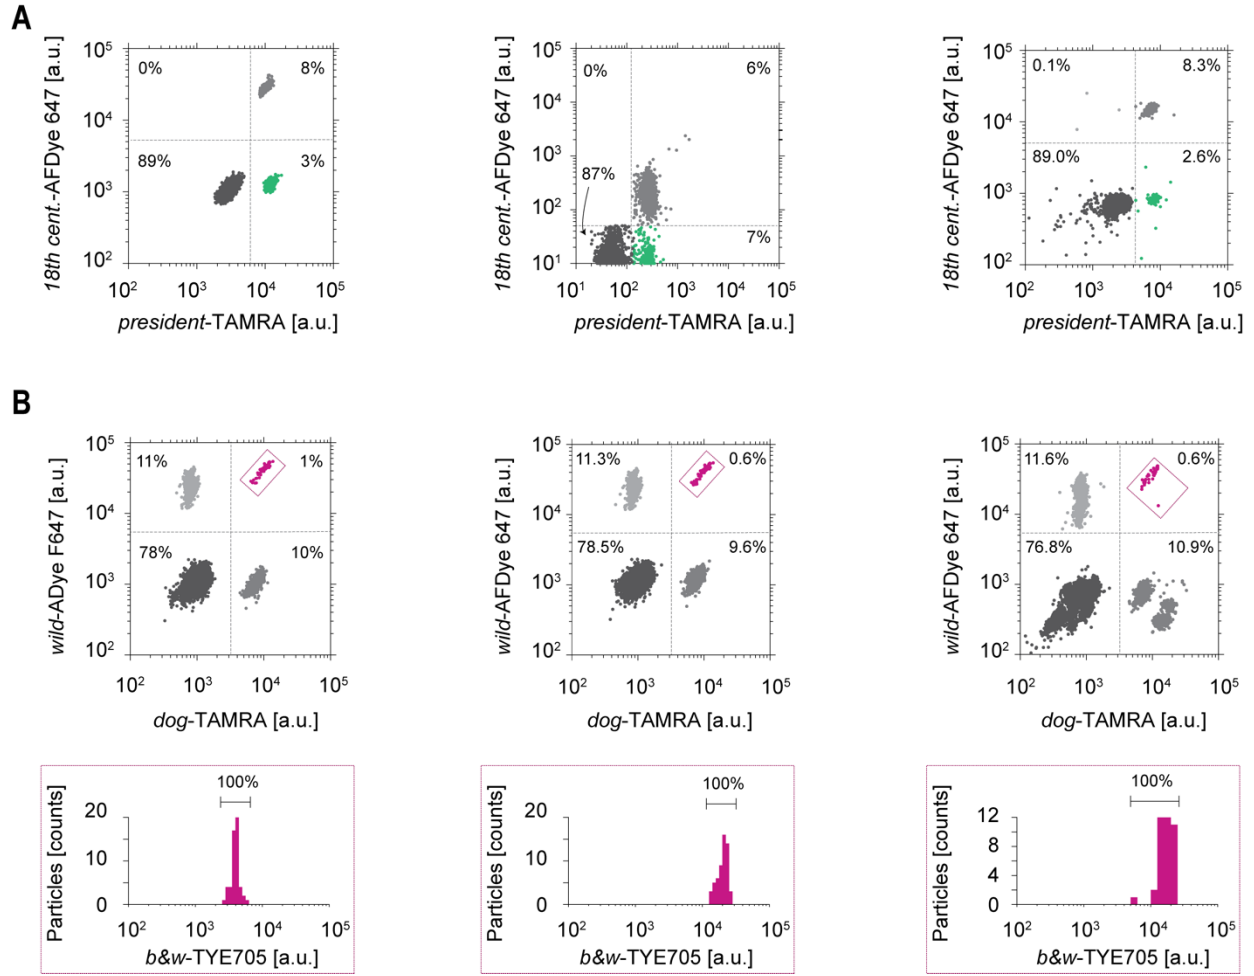 A
18th cent.-AFDye 647 [a.u.]
10⁵
10⁴
10³
10²
0%
8%
89%
3%
10² 10³ 10⁴ 10⁵
president-TAMRA [a.u.]
18th cent.-AFDye 647 [a.u.]
10⁵
10⁴
10³
10²
10¹
0%
6%
87%
7%
10¹ 10² 10³ 10⁴ 10⁵
president-TAMRA [a.u.]
18th cent.-AFDye 647 [a.u.]
10⁵
10⁴
10³
10²
0.1%
8.3%
89.0%
2.6%
10² 10³ 10⁴ 10⁵
president-TAMRA [a.u.]
B
wild-ADye F647 [a.u.]
10⁵
10⁴
10³
10²
11%
1%
78%
10%
10² 10³ 10⁴ 10⁵
dog-TAMRA [a.u.]
wild-AFDye 647 [a.u.]
10⁵
10⁴
10³
10²
11.3%
0.6%
78.5%
9.6%
10² 10³ 10⁴ 10⁵
dog-TAMRA [a.u.]
wild-AFDye 647 [a.u.]
10⁵
10⁴
10³
10²
11.6%
0.6%
76.8%
10.9%
10² 10³ 10⁴ 10⁵
dog-TAMRA [a.u.]
Particles [counts]
100%
20
10
0
10² 10³ 10⁴ 10⁵
b&w-TYE705 [a.u.]
Particles [counts]
100%
20
10
0
10² 10³ 10⁴ 10⁵
b&w-TYE705 [a.u.]
Particles [counts]
100%
12
8
4
0
10² 10³ 10⁴ 10⁵
b&w-TYE705 [a.u.]